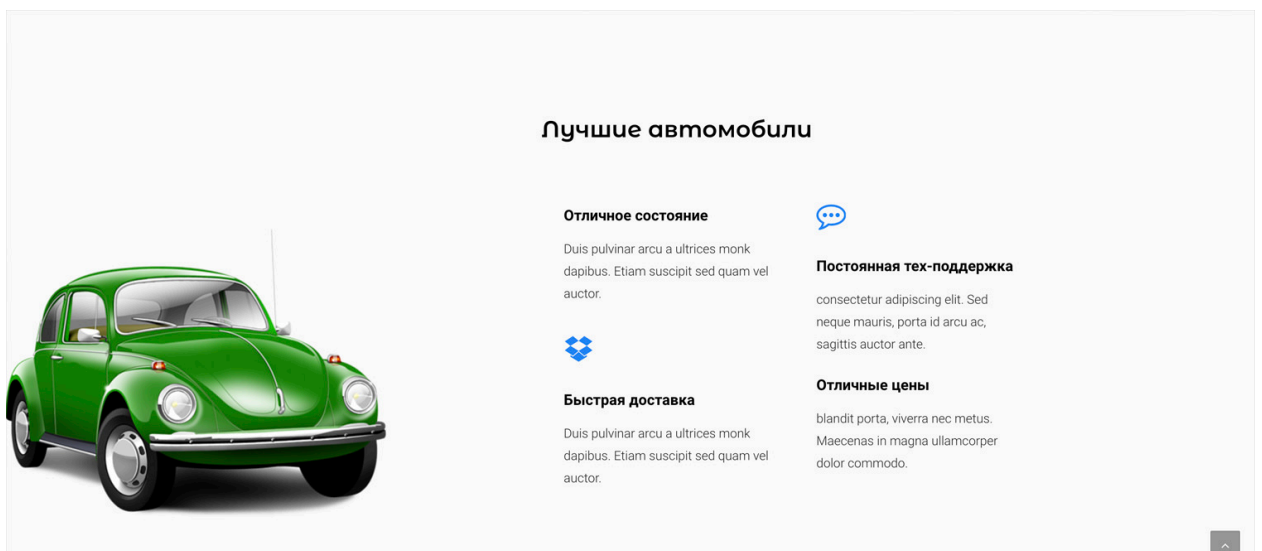 Лучшие автомобили
Отличное состояние
Duis pulvinar arcu a ultrices monk
dapibus. Etiam suscipit sed quam vel
auctor.
Быстрая доставка
Duis pulvinar arcu a ultrices monk
dapibus. Etiam suscipit sed quam vel
auctor.
Постоянная тех-поддержка
consectetur adipiscing elit. Sed
neque mauris, porta id arcu ac,
sagittis auctor ante.
Отличные цены
blandit porta, viverra nec metus.
Maecenas in magna ullamcorper
dolor commodo.